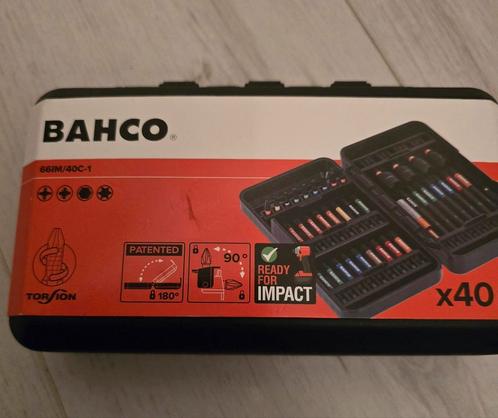 BAHCO®
66IM/40C-1
TORSION
PATENTED
180°
90°
READY
FOR
IMPACT
x40